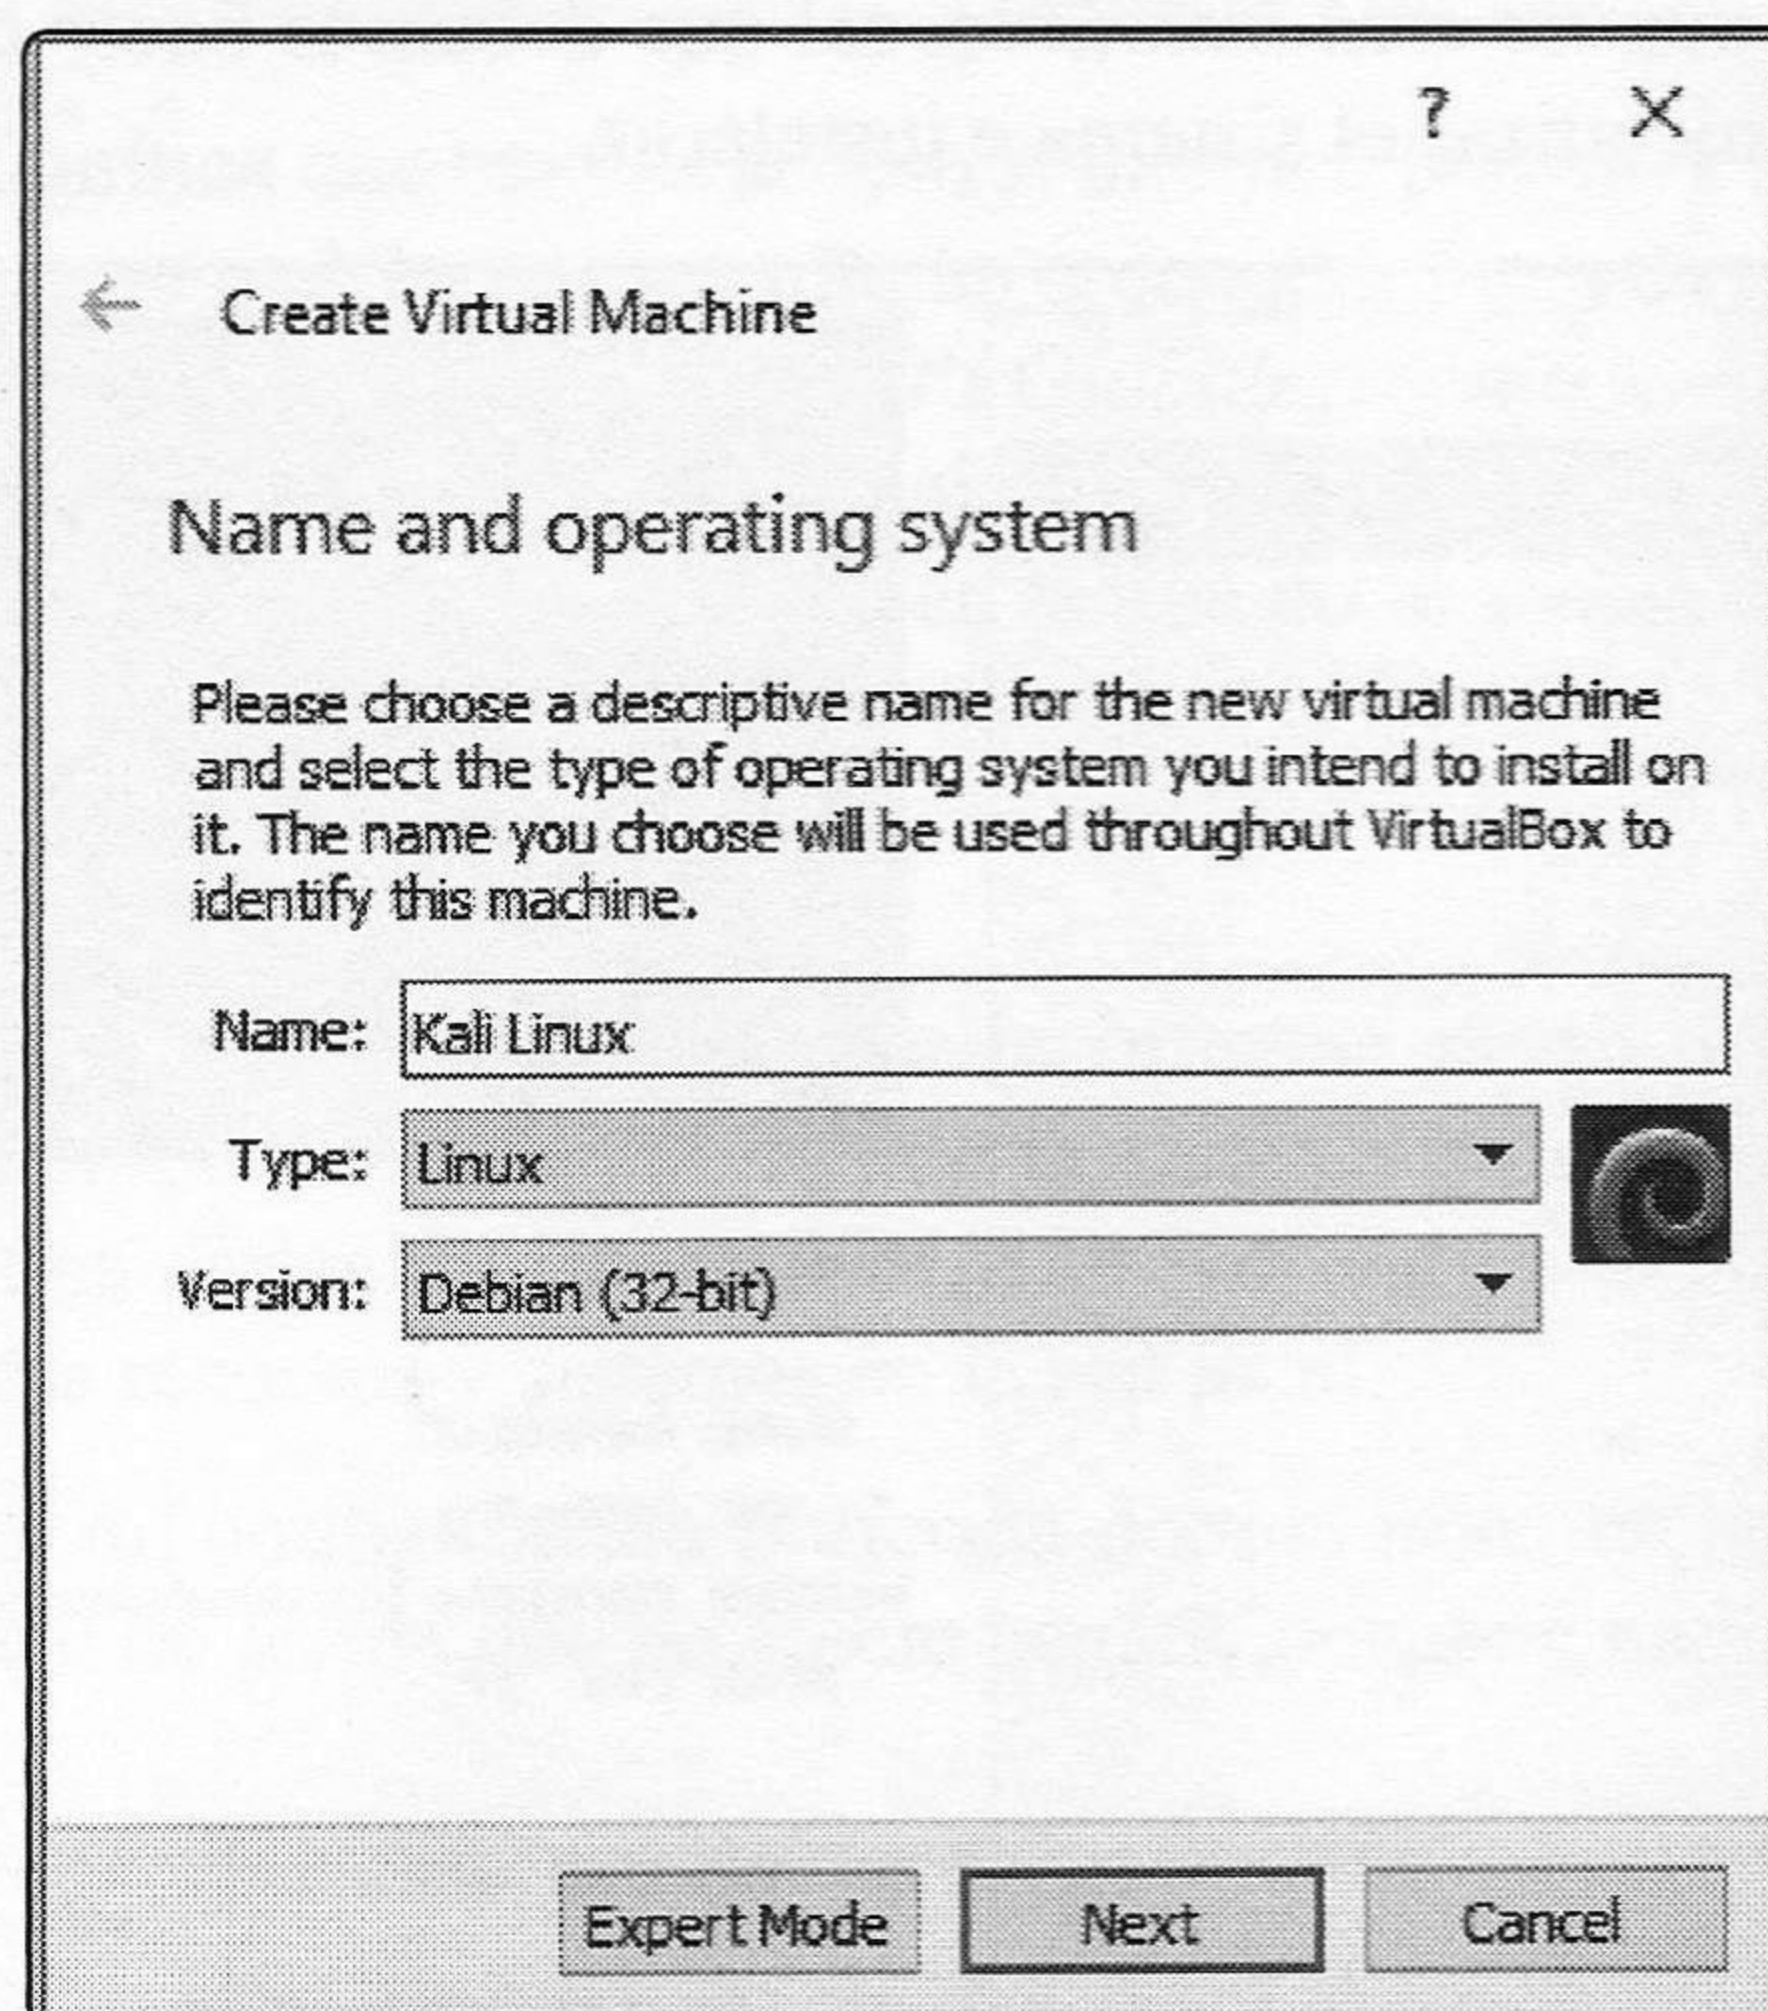 ?
Create Virtual Machine
Name and operating system
Please choose a descriptive name for the new virtual machine
and select the type of operating system you intend to install on
it. The name you choose will be used throughout VirtualBox to
identify this machine.
Name: Kali Linux
Type: Linux
Version: Debian (32-bit)
Expert Mode Next Cancel